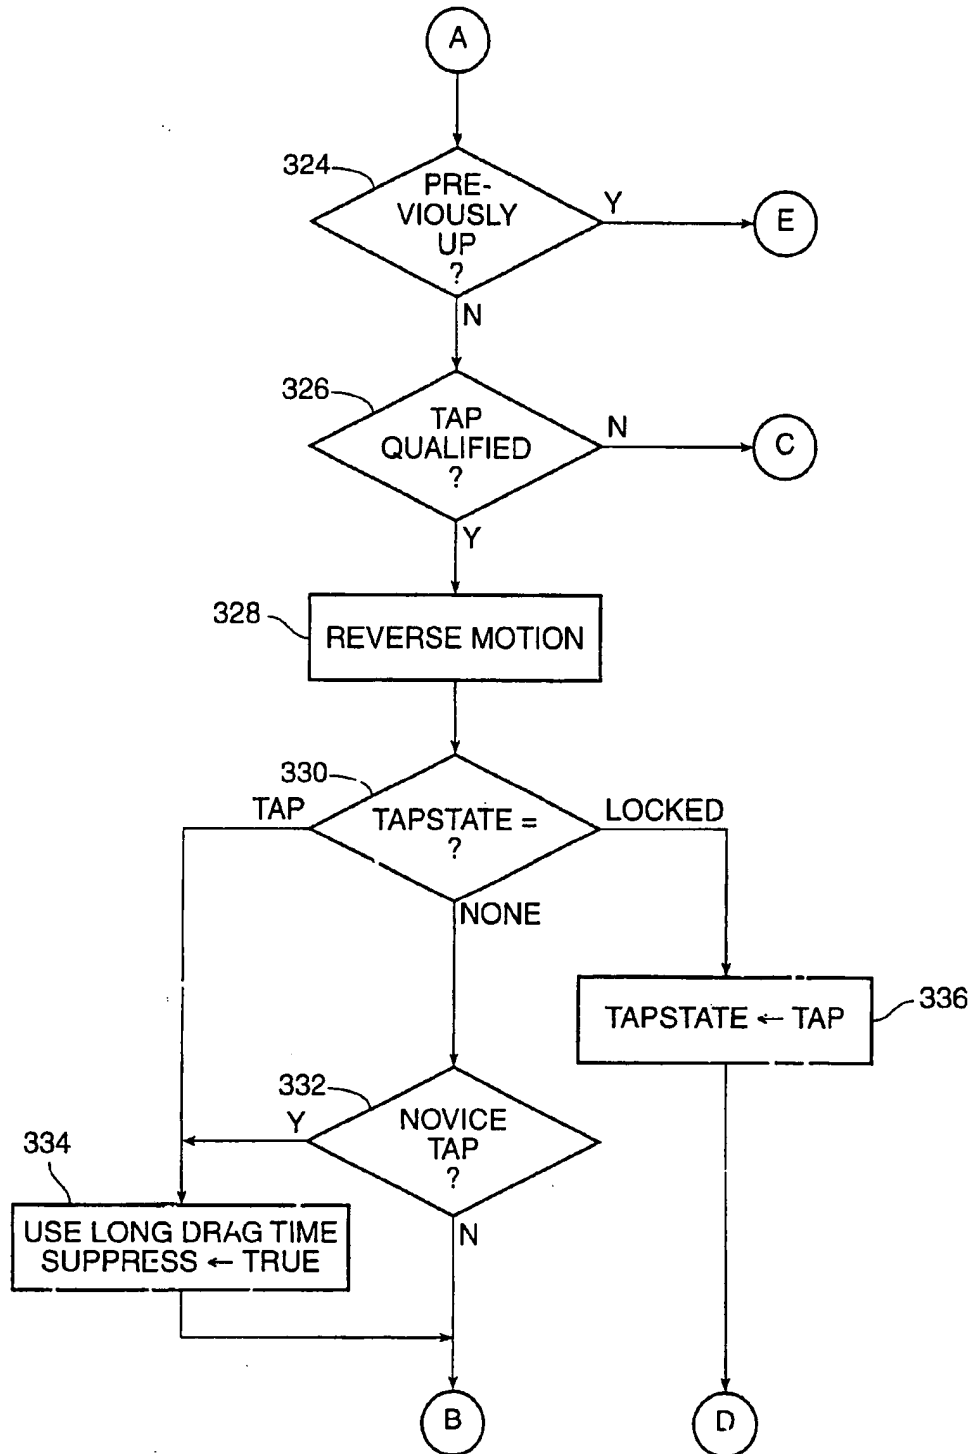 A
324
PRE-
VIOUSLY
UP
?
Y
E
N
326
TAP
QUALIFIED
?
N
C
Y
328
REVERSE MOTION
330
TAP
TAPSTATE =
?
LOCKED
NONE
TAPSTATE ← TAP
336
332
NOVICE
TAP
?
Y
334
N
USE LONG DRAG TIME
SUPPRESS ← TRUE
B
D